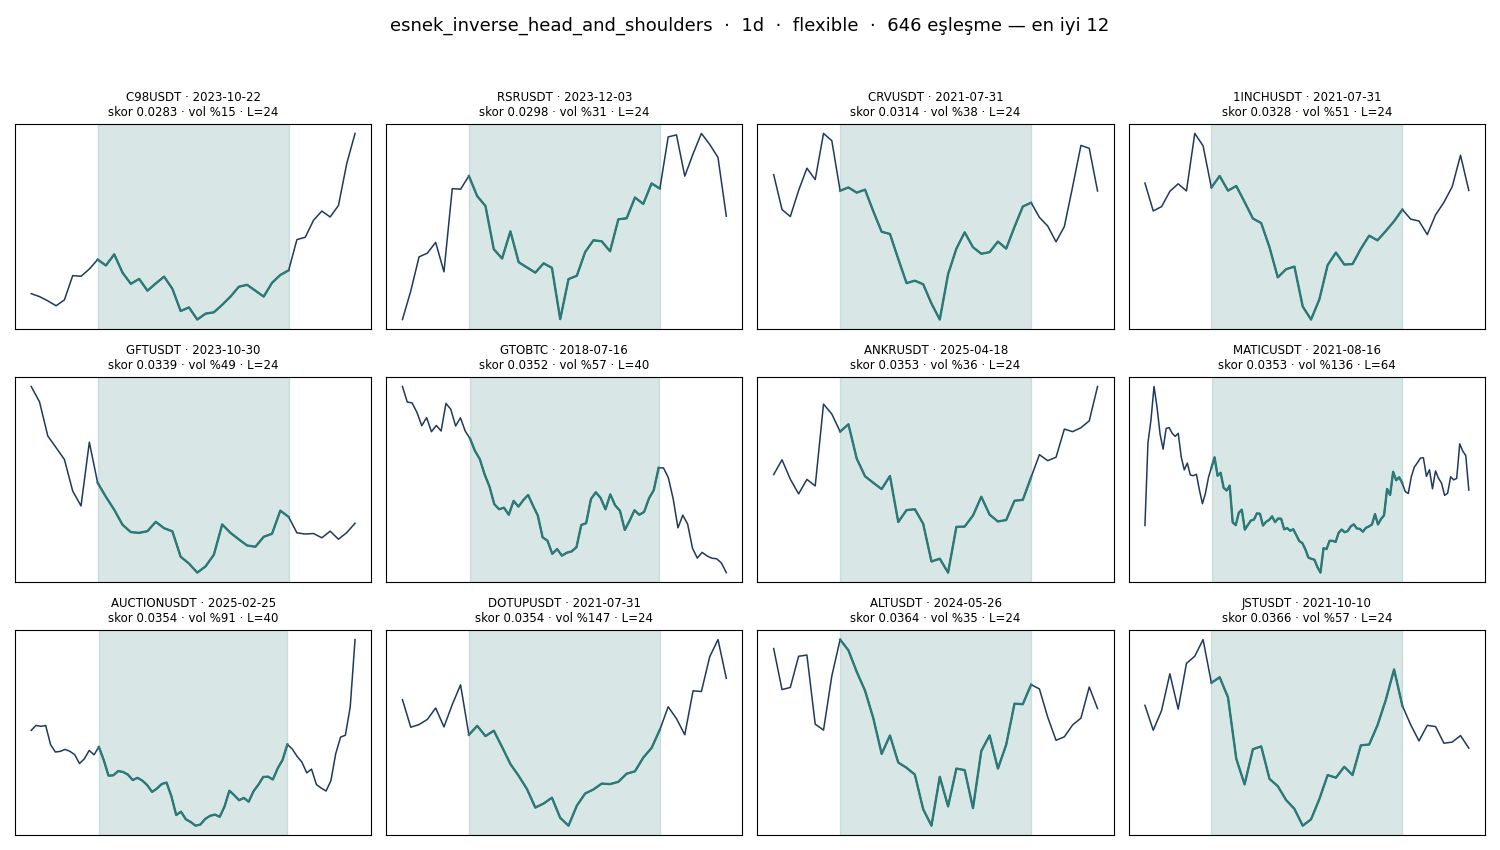 esnek_inverse_head_and_shoulders · 1d · flexible · 646 eşleşme — en iyi 12
C98USDT · 2023-10-22
skor 0.0283 · vol %15 · L=24
RSRUSDT · 2023-12-03
skor 0.0298 · vol %31 · L=24
CRVUSDT · 2021-07-31
skor 0.0314 · vol %38 · L=24
1INCHUSDT · 2021-07-31
skor 0.0328 · vol %51 · L=24
GFTUSDT · 2023-10-30
skor 0.0339 · vol %49 · L=24
GTOBTC · 2018-07-16
skor 0.0352 · vol %57 · L=40
ANKRUSDT · 2025-04-18
skor 0.0353 · vol %36 · L=24
MATICUSDT · 2021-08-16
skor 0.0353 · vol %136 · L=64
AUCTIONUSDT · 2025-02-25
skor 0.0354 · vol %91 · L=40
DOTUPUSDT · 2021-07-31
skor 0.0354 · vol %147 · L=24
ALTUSDT · 2024-05-26
skor 0.0364 · vol %35 · L=24
JSTUSDT · 2021-10-10
skor 0.0366 · vol %57 · L=24